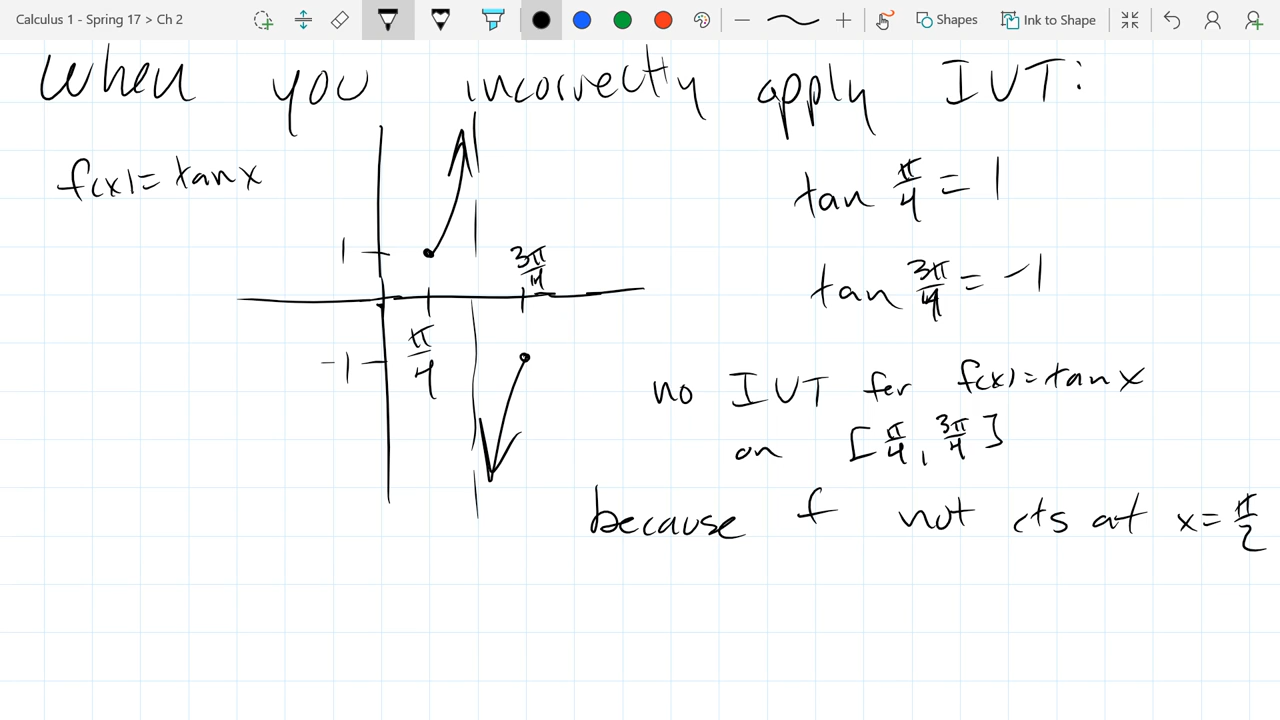 Calculus 1 - Spring 17 > Ch 2
Shapes
Ink to Shape
When you incorrectly apply IVT:
f(x)=tanx
1
-1
π/4
3π/4
tan π/4 = 1
tan 3π/4 = -1
no IVT for f(x)=tanx
on [π/4, 3π/4]
because f not cts at x=π/2